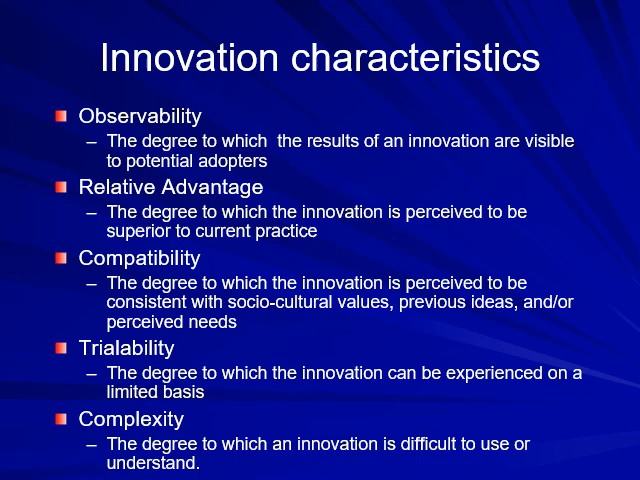 Innovation characteristics
Observability
– The degree to which  the results of an innovation are visible
to potential adopters
Relative Advantage
– The degree to which the innovation is perceived to be
superior to current practice
Compatibility
– The degree to which the innovation is perceived to be
consistent with socio-cultural values, previous ideas, and/or
perceived needs
Trialability
– The degree to which the innovation can be experienced on a
limited basis
Complexity
– The degree to which an innovation is difficult to use or
understand.